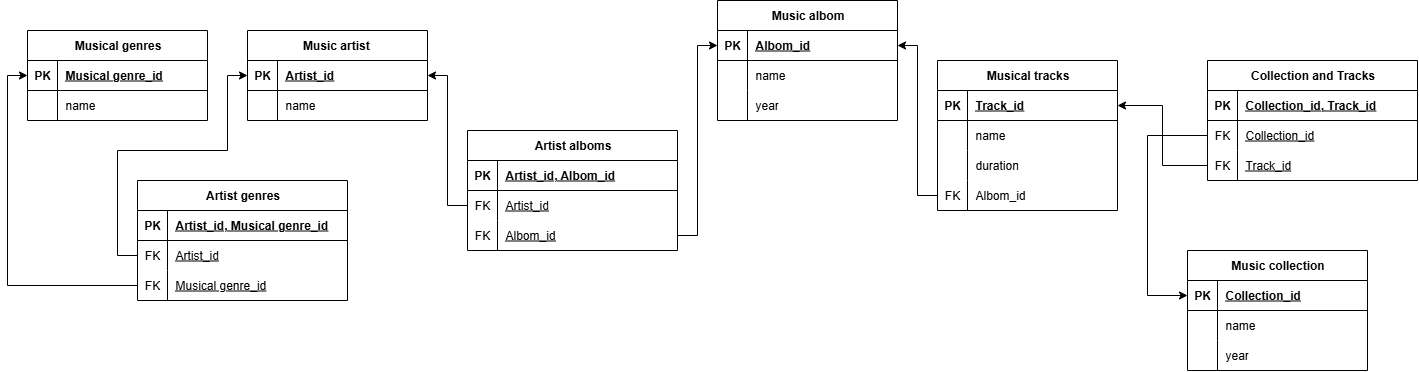 Musical genres
PK Musical genre_id
name
Music artist
PK Artist_id
name
Artist genres
PK Artist_id, Musical genre_id
FK Artist_id
FK Musical genre_id
Artist alboms
PK Artist_id, Albom_id
FK Artist_id
FK Albom_id
Music albom
PK Albom_id
name
year
Musical tracks
PK Track_id
name
duration
FK Albom_id
Collection and Tracks
PK Collection_id, Track_id
FK Collection_id
FK Track_id
Music collection
PK Collection_id
name
year